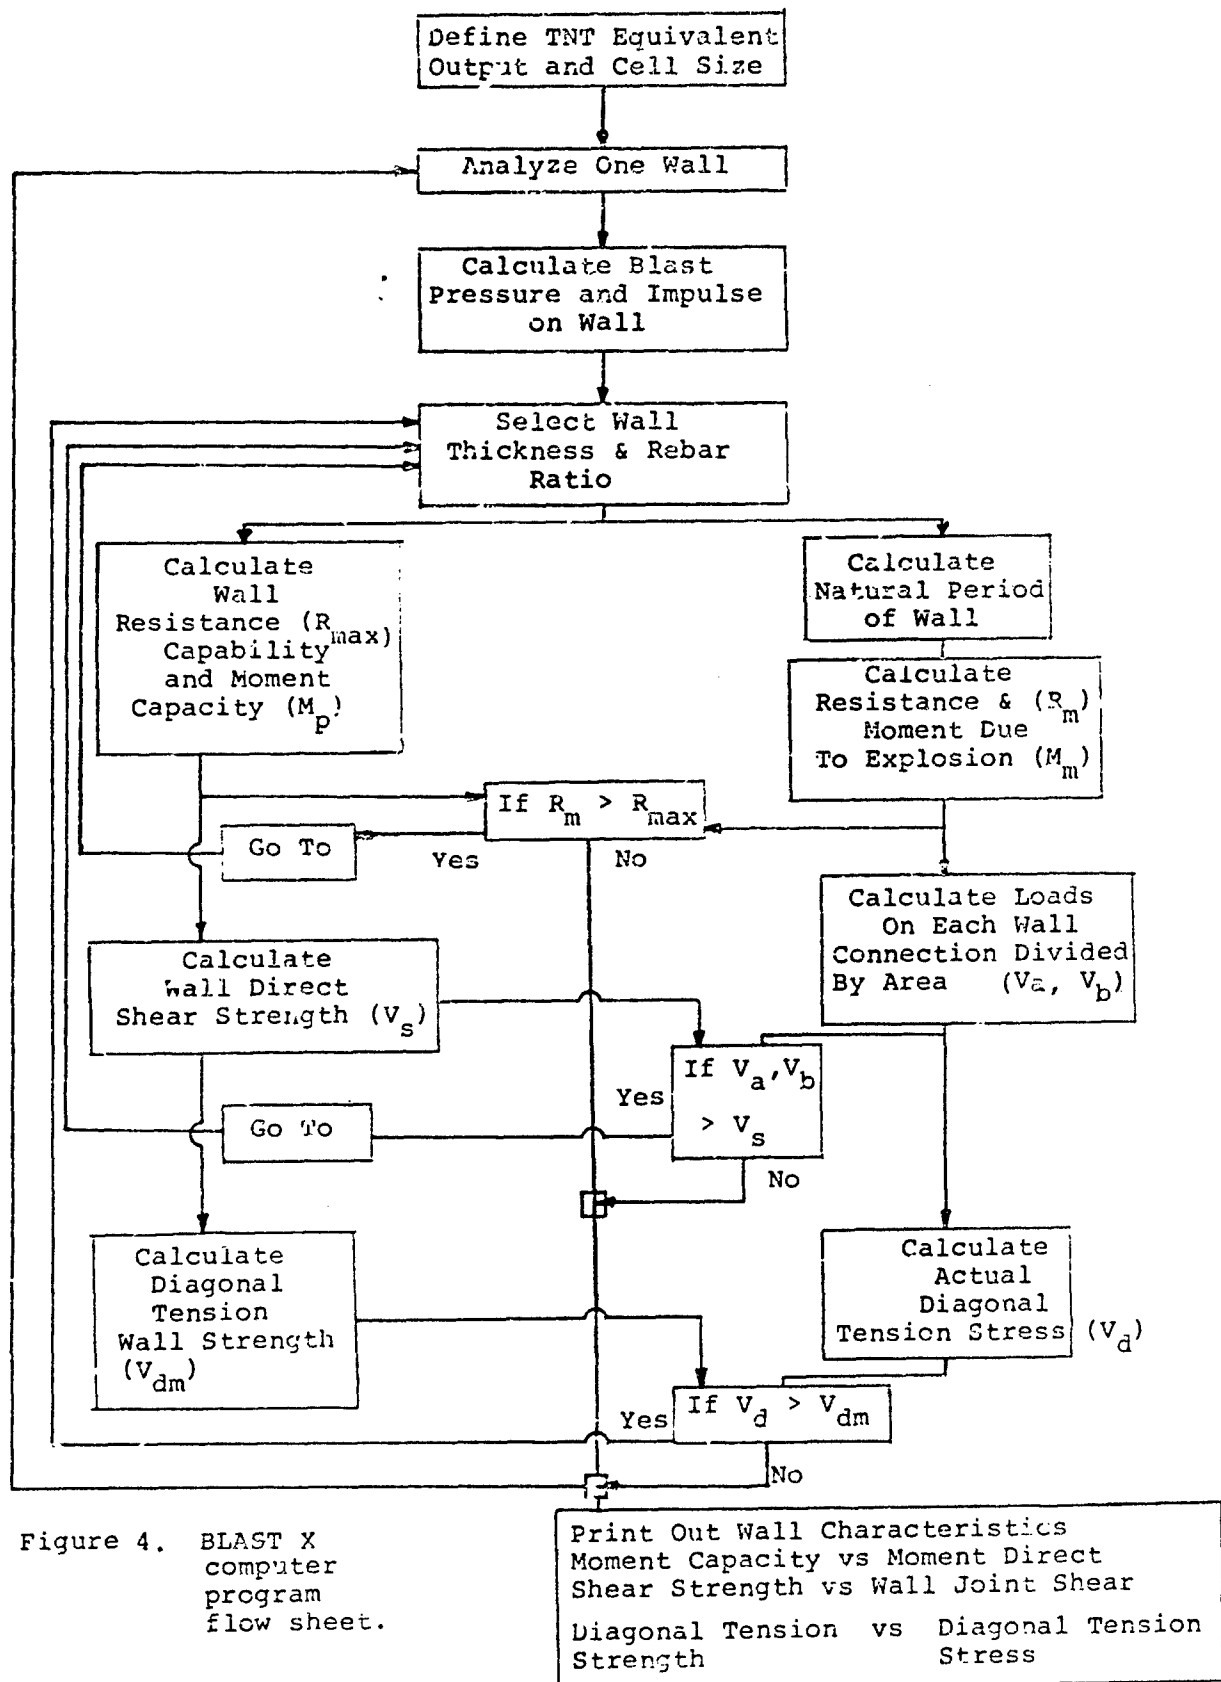 Define TNT Equivalent
Output and Cell Size
Analyze One Wall
Calculate Blast
Pressure and Impulse
on Wall
Select Wall
Thickness & Rebar
Ratio
Calculate
Wall
Resistance (Rmax)
Capability
and Moment
Capacity (Mp)
Calculate
Natural Period
of Wall
Calculate
Resistance & (Rm)
Moment Due
To Explosion (Mm)
If Rm > Rmax
Go To
Yes
No
Calculate Loads
On Each Wall
Connection Divided
By Area (Va, Vb)
Calculate
Wall Direct
Shear Strength (Vs)
If Va,Vb
> Vs
Yes
Go To
No
Calculate
Diagonal
Tension
Wall Strength
(Vdm)
Calculate
Actual
Diagonal
Tension Stress (Vd)
If Vd > Vdm
Yes
No
Figure 4. BLAST X
computer
program
flow sheet.
Print Out Wall Characteristics
Moment Capacity vs Moment Direct
Shear Strength vs Wall Joint Shear
Diagonal Tension vs Diagonal Tension
Strength Stress